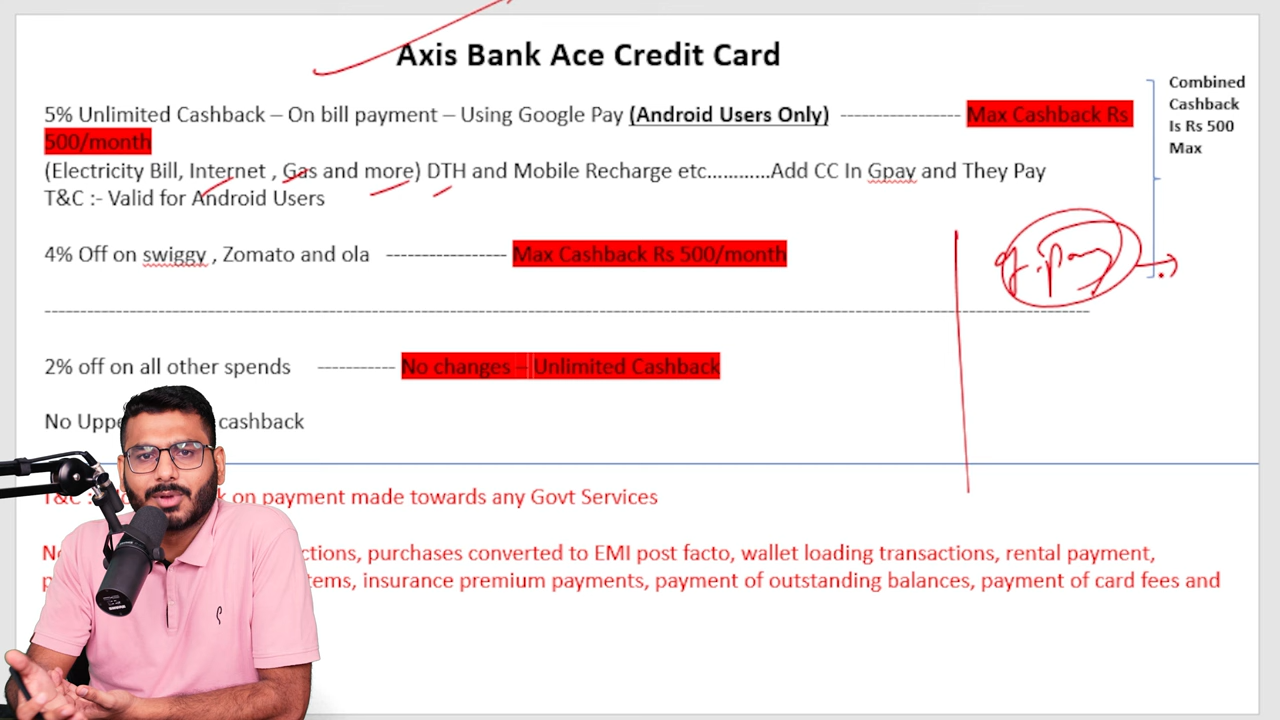 Axis Bank Ace Credit Card
5% Unlimited Cashback – On bill payment – Using Google Pay (Android Users Only) ----------------- Max Cashback Rs
500/month
(Electricity Bill, Internet , Gas and more) DTH and Mobile Recharge etc…………Add CC In Gpay and They Pay
T&C :- Valid for Android Users
Combined
Cashback
Is Rs 500
Max
4% Off on swiggy , Zomato and ola ----------------- Max Cashback Rs 500/month
G.pay
2% off on all other spends ----------- No changes – Unlimited Cashback
No Uppe cashback
T&C : on payment made towards any Govt Services
ctions, purchases converted to EMI post facto, wallet loading transactions, rental payment,
tems, insurance premium payments, payment of outstanding balances, payment of card fees and